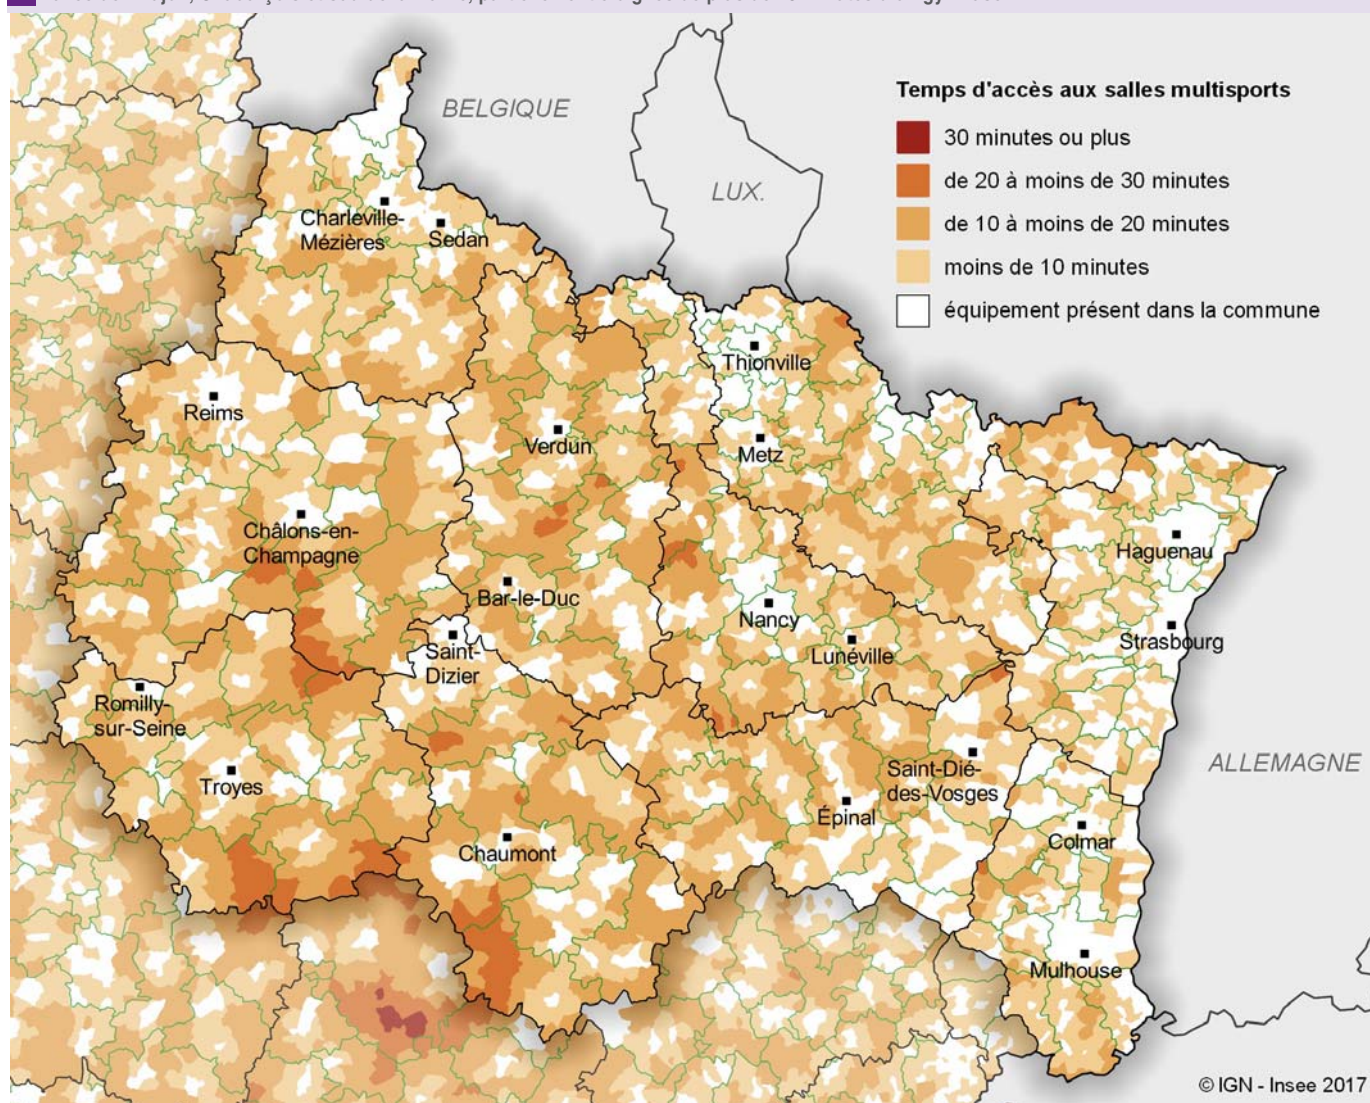 BELGIQUE
LUX.
Temps d'accès aux salles multisports
30 minutes ou plus
de 20 à moins de 30 minutes
de 10 à moins de 20 minutes
moins de 10 minutes
équipement présent dans la commune
Charleville-
Mézières
Sedan
Thionville
Reims
Verdun
Metz
Châlons-en-
Champagne
Haguenau
Bar-le-Duc
Nancy
Strasbourg
Saint-
Dizier
Lunéville
Romilly-
sur-Seine
Troyes
Saint-Dié-
des-Vosges
ALLEMAGNE
Épinal
Colmar
Chaumont
Mulhouse
© IGN - Insee 2017